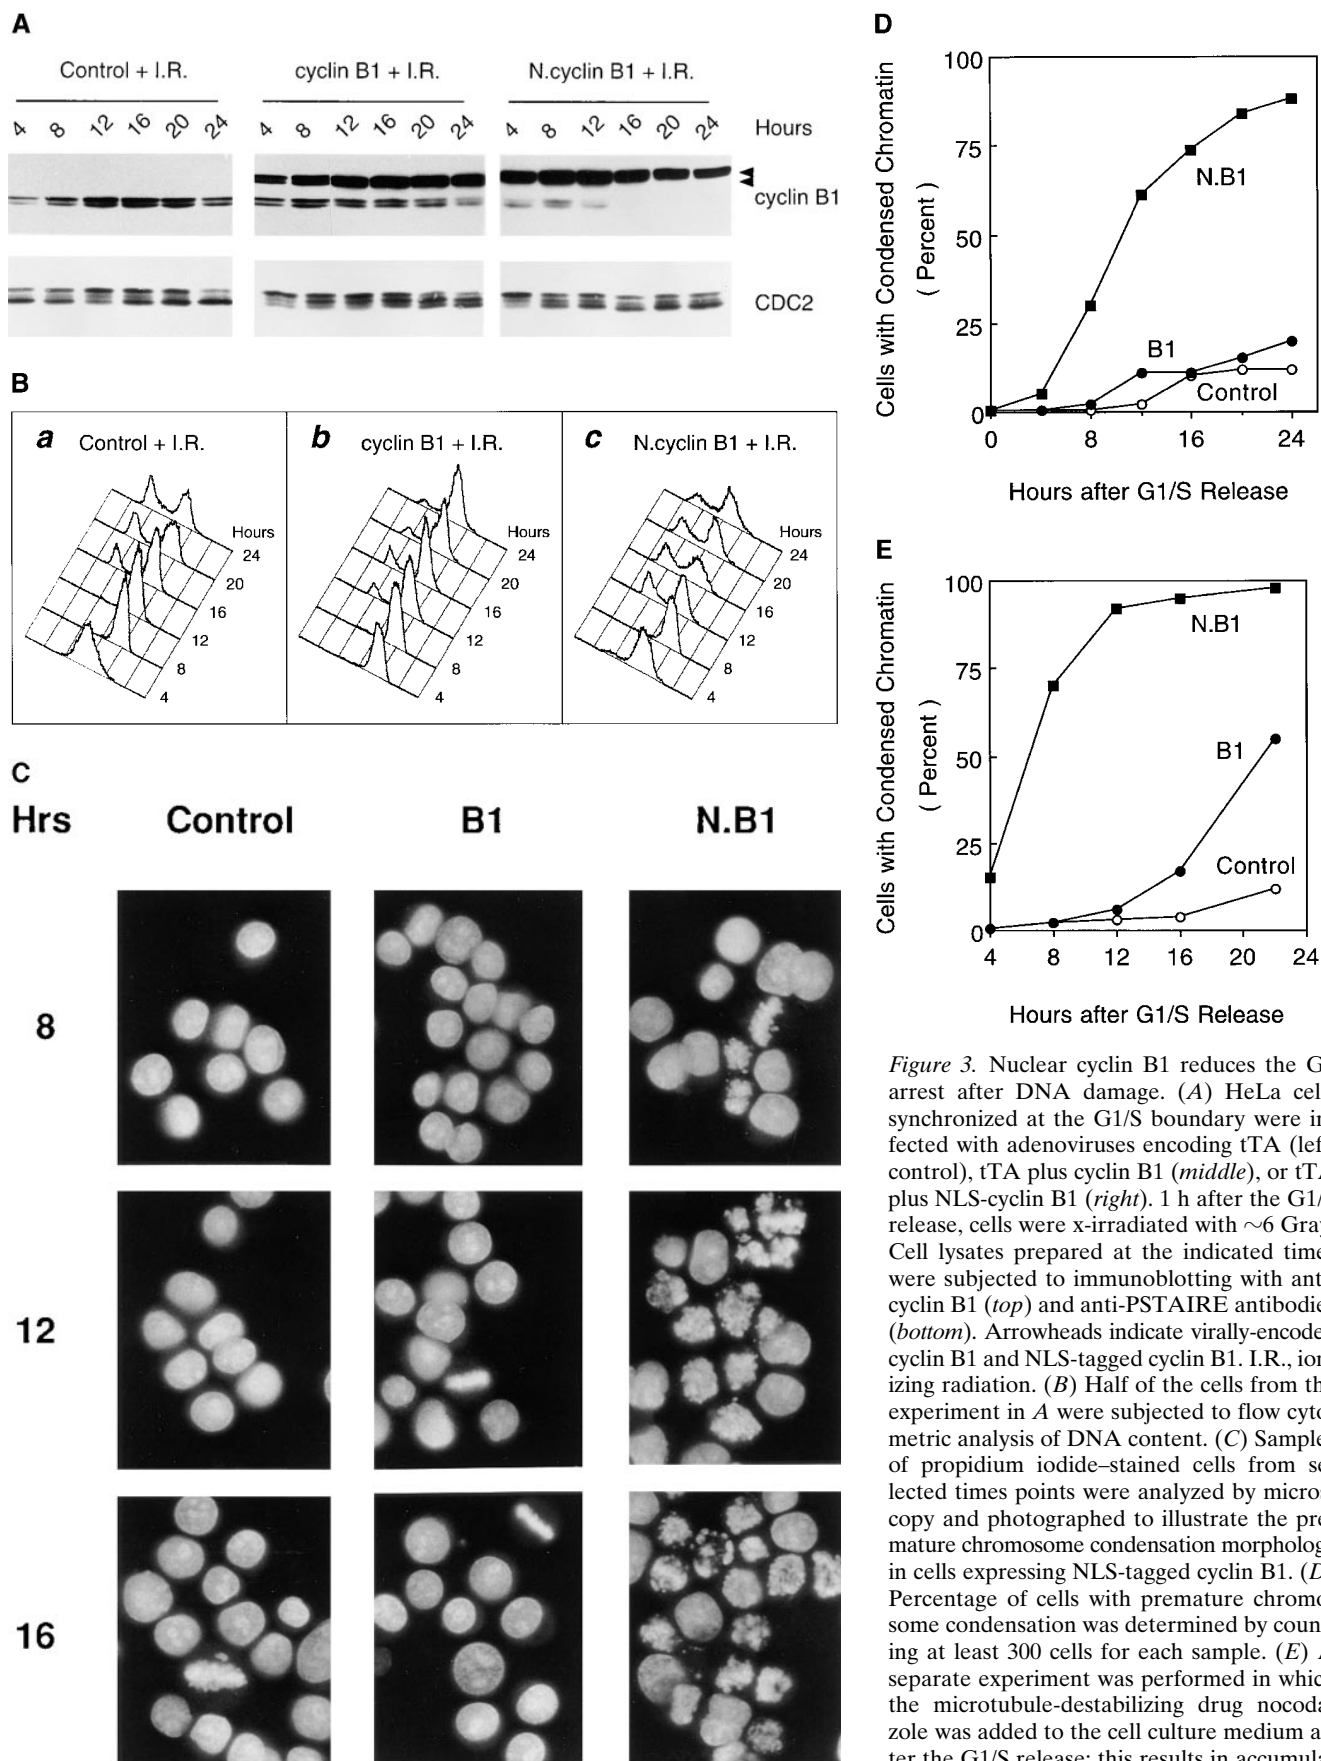 A
Control + I.R.
cyclin B1 + I.R.
N.cyclin B1 + I.R.
4 8 12 16 20 24
4 8 12 16 20 24
4 8 12 16 20 24
Hours
cyclin B1
CDC2
B
a Control + I.R.
Hours
24
20
16
12
8
4
b cyclin B1 + I.R.
Hours
24
20
16
12
8
4
c N.cyclin B1 + I.R.
Hours
24
20
16
12
8
4
C
Hrs Control B1 N.B1
8
12
16
D
Cells with Condensed Chromatin
( Percent )
100
75
50
25
0
N.B1
B1
Control
0 8 16 24
Hours after G1/S Release
E
Cells with Condensed Chromatin
( Percent )
100
75
50
25
0
N.B1
B1
Control
4 8 12 16 20 24
Hours after G1/S Release
Figure 3. Nuclear cyclin B1 reduces the G
arrest after DNA damage. (A) HeLa cel
synchronized at the G1/S boundary were in
fected with adenoviruses encoding tTA (lef
control), tTA plus cyclin B1 (middle), or tTA
plus NLS-cyclin B1 (right). 1 h after the G1/
release, cells were x-irradiated with ~6 Gray
Cell lysates prepared at the indicated time
were subjected to immunoblotting with ant
cyclin B1 (top) and anti-PSTAIRE antibodie
(bottom). Arrowheads indicate virally-encode
cyclin B1 and NLS-tagged cyclin B1. I.R., ion
izing radiation. (B) Half of the cells from th
experiment in A were subjected to flow cyto
metric analysis of DNA content. (C) Sample
of propidium iodide–stained cells from se
lected times points were analyzed by micros
copy and photographed to illustrate the pre
mature chromosome condensation morpholog
in cells expressing NLS-tagged cyclin B1. (D
Percentage of cells with premature chromo
some condensation was determined by coun
ing at least 300 cells for each sample. (E) A
separate experiment was performed in which
the microtubule-destabilizing drug nocoda
zole was added to the cell culture medium a
ter the G1/S release; this results in accumula